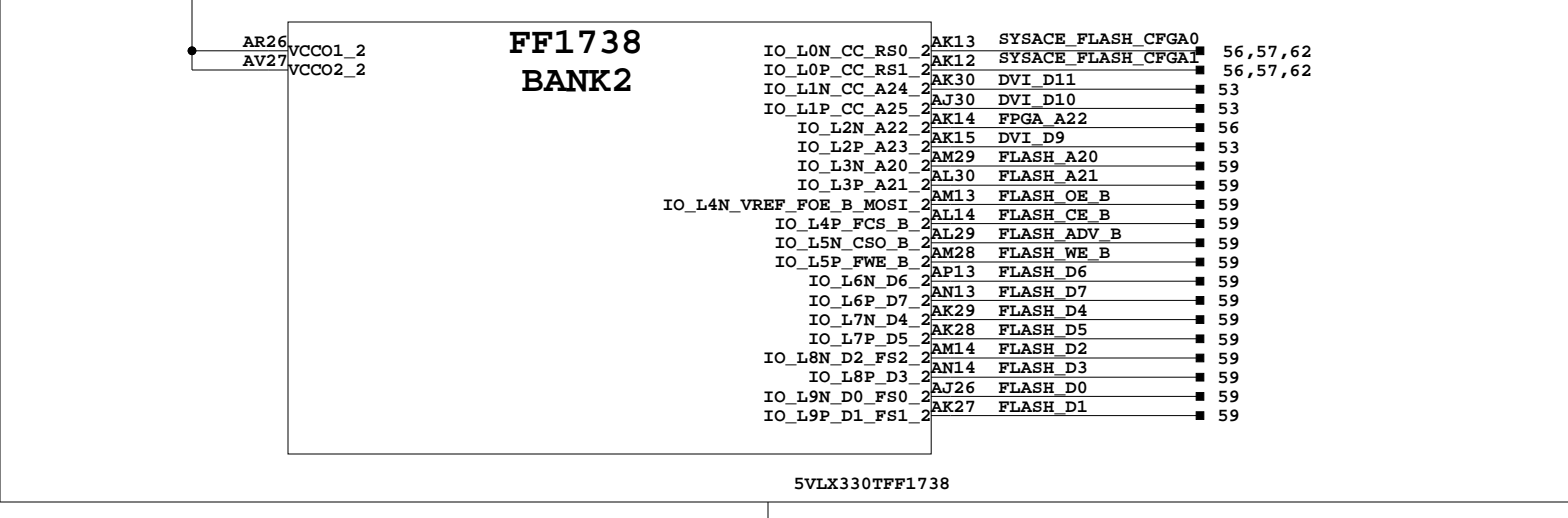 FF1738
BANK2
AR26 VCCO1_2
AV27 VCCO2_2
IO_L0N_CC_RS0_2 AK13 SYSACE_FLASH_CFGA0 56,57,62
IO_L0P_CC_RS1_2 AK12 SYSACE_FLASH_CFGA1 56,57,62
IO_L1N_CC_A24_2 AK30 DVI_D11 53
IO_L1P_CC_A25_2 AJ30 DVI_D10 53
IO_L2N_A22_2 AK14 FPGA_A22 56
IO_L2P_A23_2 AK15 DVI_D9 53
IO_L3N_A20_2 AM29 FLASH_A20 59
IO_L3P_A21_2 AL30 FLASH_A21 59
IO_L4N_VREF_FOE_B_MOSI_2 AM13 FLASH_OE_B 59
IO_L4P_FCS_B_2 AL14 FLASH_CE_B 59
IO_L5N_CSO_B_2 AL29 FLASH_ADV_B 59
IO_L5P_FWE_B_2 AM28 FLASH_WE_B 59
IO_L6N_D6_2 AP13 FLASH_D6 59
IO_L6P_D7_2 AN13 FLASH_D7 59
IO_L7N_D4_2 AK29 FLASH_D4 59
IO_L7P_D5_2 AK28 FLASH_D5 59
IO_L8N_D2_FS2_2 AM14 FLASH_D2 59
IO_L8P_D3_2 AN14 FLASH_D3 59
IO_L9N_D0_FS0_2 AJ26 FLASH_D0 59
IO_L9P_D1_FS1_2 AK27 FLASH_D1 59
5VLX330TFF1738